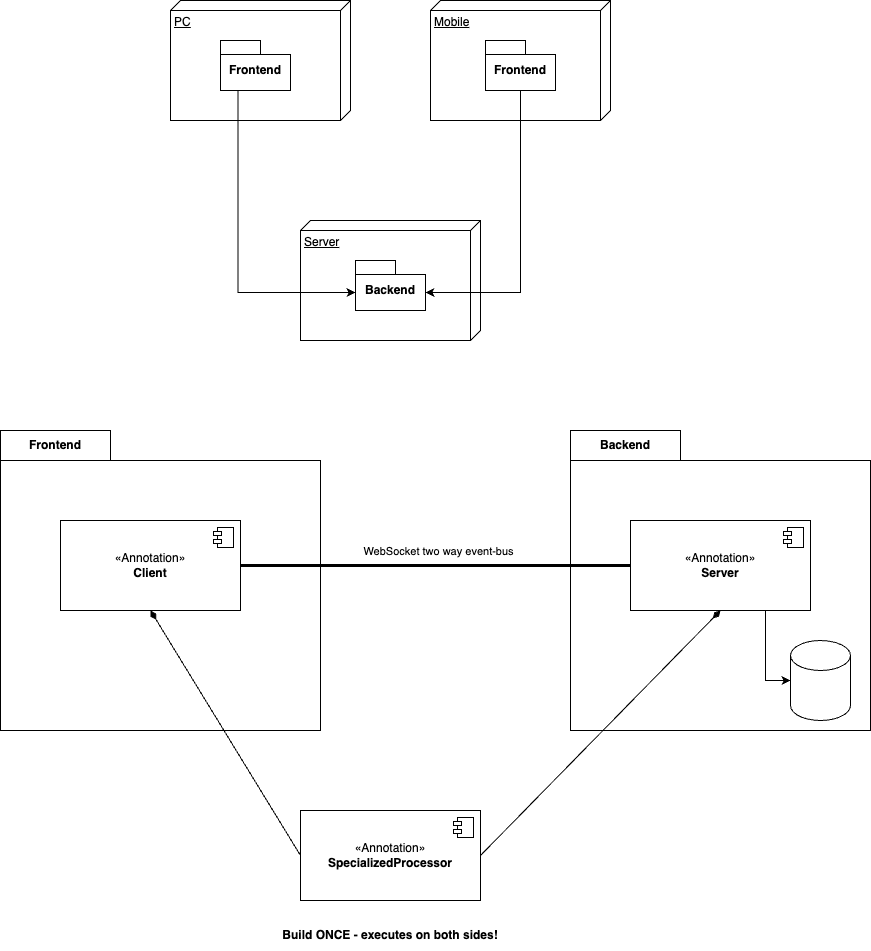 PC
Mobile
Frontend
Frontend
Server
Backend
Frontend
Backend
«Annotation»
Client
WebSocket two way event-bus
«Annotation»
Server
«Annotation»
SpecializedProcessor
Build ONCE - executes on both sides!